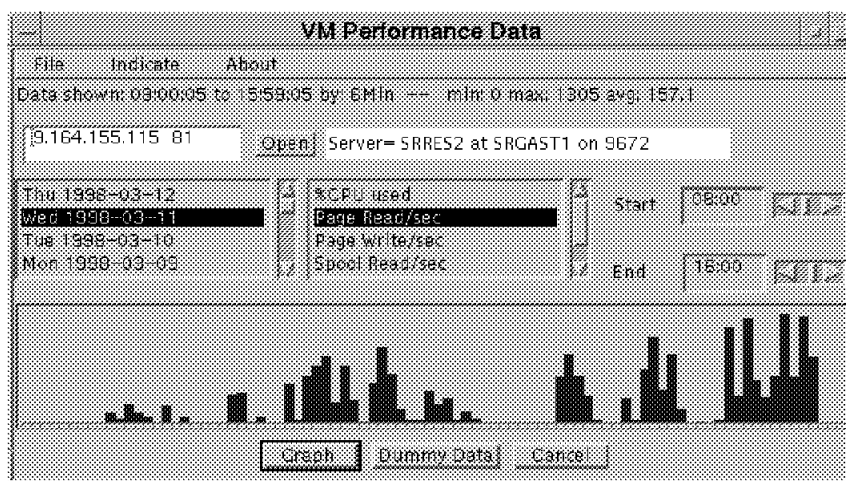 VM Performance Data
File Indicate About
Data shown: 08:00:05 to 15:59:05 by: 6Min -- min: 0 max: 1305 avg: 157.1
9.164.155.115 81 Open Server= SRRES2 at SRGAST1 on 9672
Thu 1998-03-12
Wed 1998-03-11
Tue 1998-03-10
Mon 1998-03-09
%CPU used
Page Read/sec
Page Write/sec
Spool Read/sec
Start 08:00
End 16:00
Graph Dummy Data Cancel